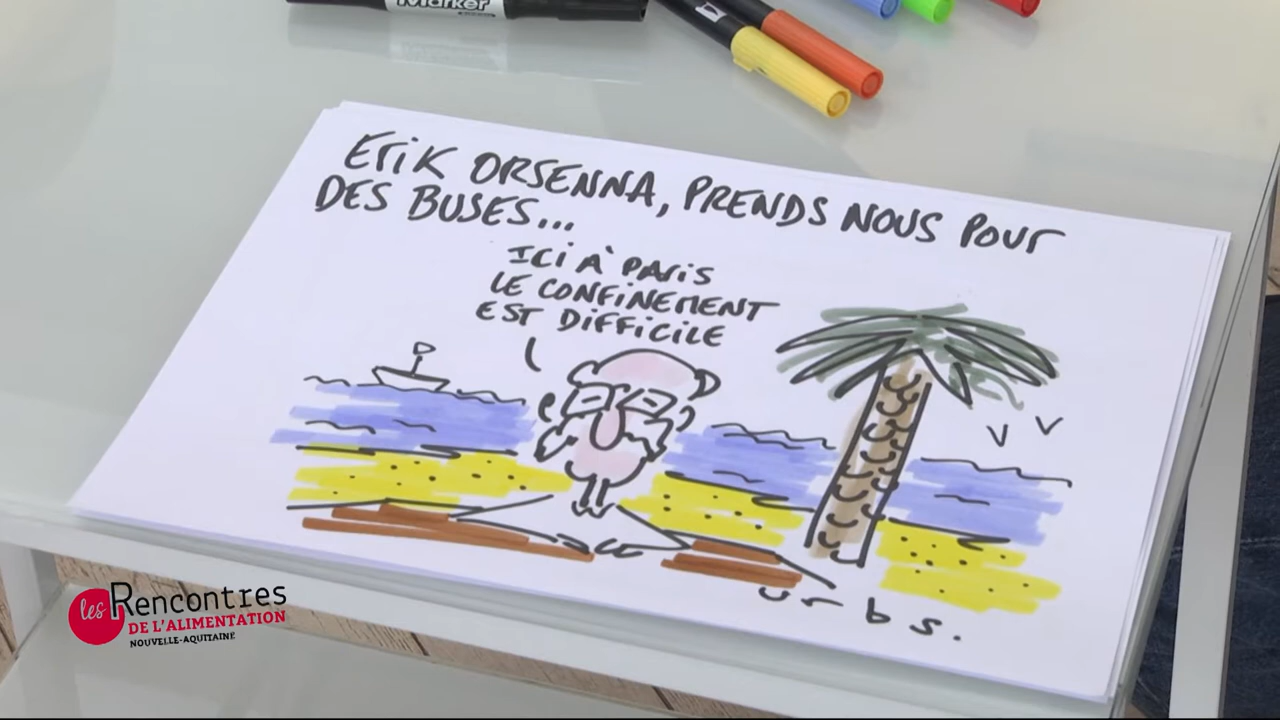 Marker
ERIK ORSENNA, PRENDS NOUS POUR
DES BUSES...
ICI À PARIS
LE CONFINEMENT
EST DIFFICILE
urbs.
les Rencontres
DE L'ALIMENTATION
NOUVELLE-AQUITAINE